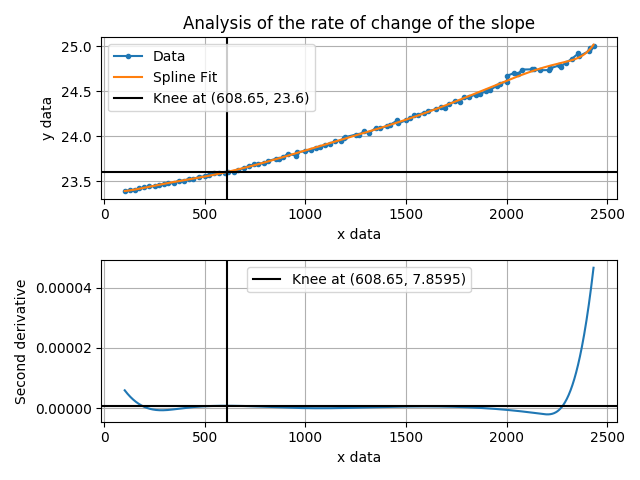 Analysis of the rate of change of the slope
25.0
24.5
24.0
23.5
y data
Data
Spline Fit
Knee at (608.65, 23.6)
0 500 1000 1500 2000 2500
x data
0.00004
0.00002
0.00000
Second derivative
Knee at (608.65, 7.8595)
0 500 1000 1500 2000 2500
x data